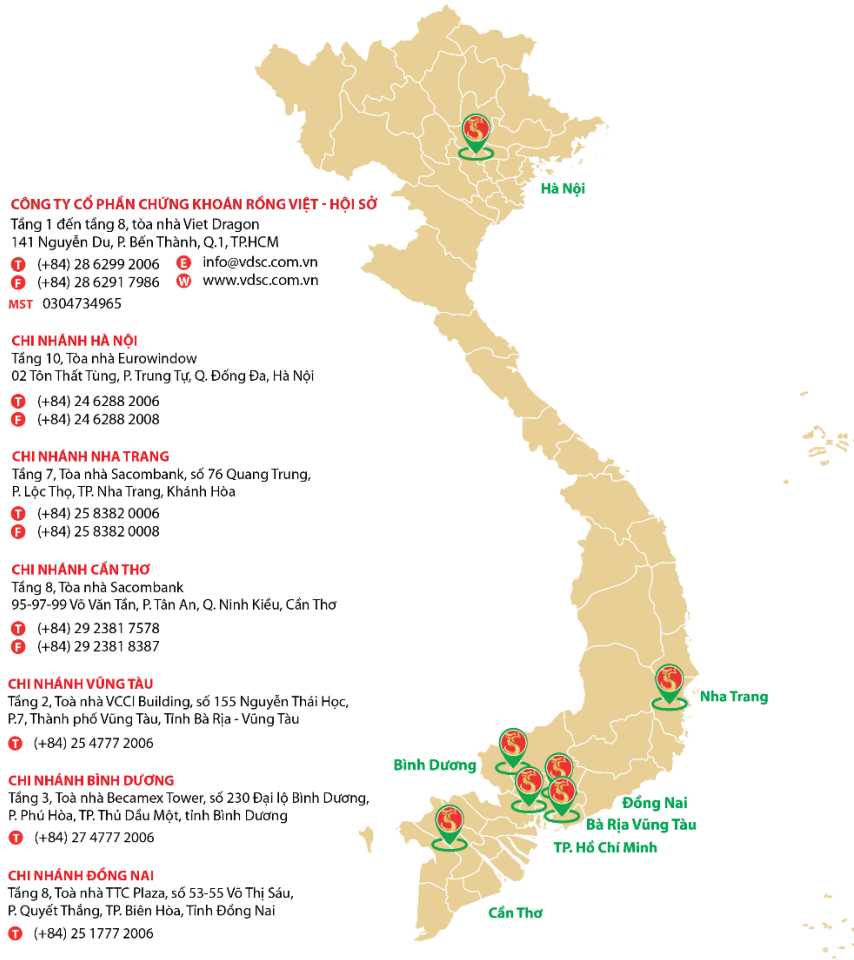 CÔNG TY CỔ PHẦN CHỨNG KHOÁN RỒNG VIỆT - HỘI SỞ
Tầng 1 đến tầng 8, tòa nhà Viet Dragon
141 Nguyễn Du, P. Bến Thành, Q.1, TP.HCM
T (+84) 28 6299 2006 E info@vdsc.com.vn
F (+84) 28 6291 7986 W www.vdsc.com.vn
MST 0304734965
CHI NHÁNH HÀ NỘI
Tầng 10, Tòa nhà Eurowindow
02 Tôn Thất Tùng, P. Trung Tự, Q. Đống Đa, Hà Nội
T (+84) 24 6288 2006
F (+84) 24 6288 2008
CHI NHÁNH NHA TRANG
Tầng 7, Tòa nhà Sacombank, số 76 Quang Trung,
P. Lộc Thọ, TP. Nha Trang, Khánh Hòa
T (+84) 25 8382 0006
F (+84) 25 8382 0008
CHI NHÁNH CẦN THƠ
Tầng 8, Tòa nhà Sacombank
95-97-99 Võ Văn Tần, P. Tân An, Q. Ninh Kiều, Cần Thơ
T (+84) 29 2381 7578
F (+84) 29 2381 8387
CHI NHÁNH VŨNG TÀU
Tầng 2, Toà nhà VCCI Building, số 155 Nguyễn Thái Học,
P.7, Thành phố Vũng Tàu, Tỉnh Bà Rịa - Vũng Tàu
T (+84) 25 4777 2006
CHI NHÁNH BÌNH DƯƠNG
Tầng 3, Toà nhà Becamex Tower, số 230 Đại lộ Bình Dương,
P. Phú Hòa, TP. Thủ Dầu Một, tỉnh Bình Dương
T (+84) 27 4777 2006
CHI NHÁNH ĐỒNG NAI
Tầng 8, Toà nhà TTC Plaza, số 53-55 Võ Thị Sáu,
P. Quyết Thắng, TP. Biên Hòa, Tỉnh Đồng Nai
T (+84) 25 1777 2006
Hà Nội
Nha Trang
Bình Dương
Đồng Nai
Bà Rịa Vũng Tàu
TP. Hồ Chí Minh
Cần Thơ